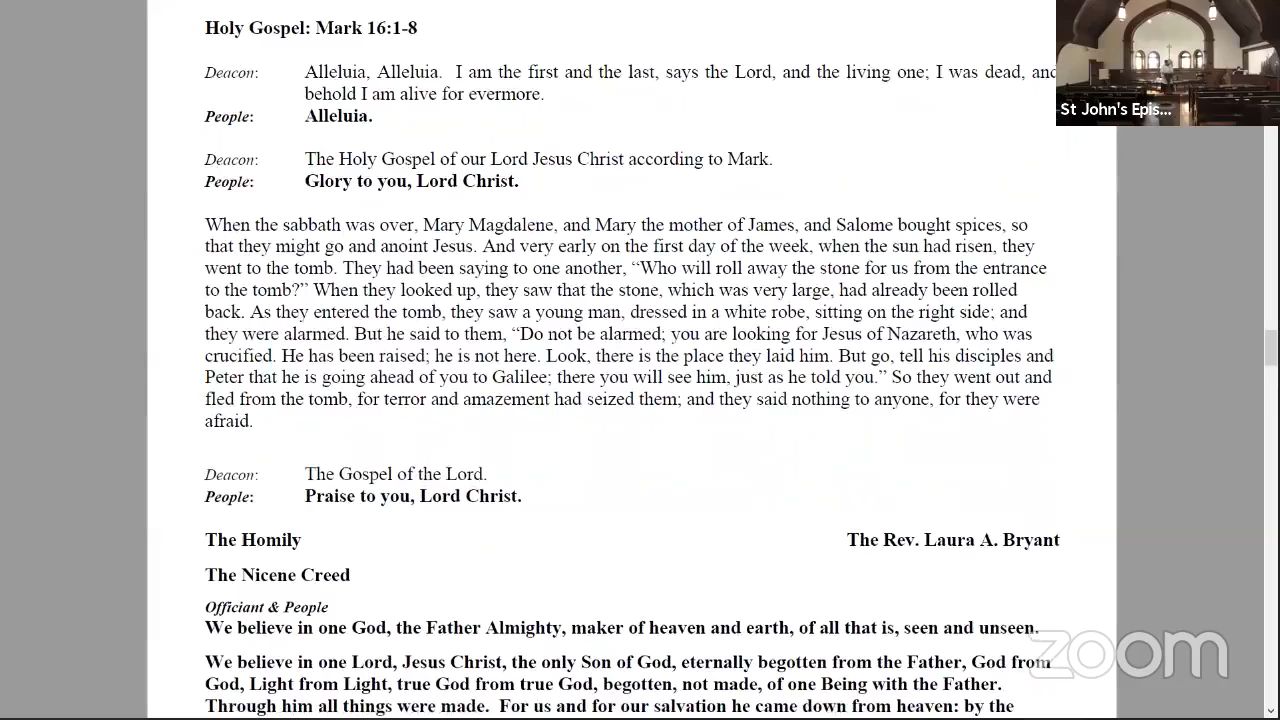 Holy Gospel: Mark 16:1-8
Deacon: Alleluia, Alleluia. I am the first and the last, says the Lord, and the living one; I was dead, and
behold I am alive for evermore.
People: Alleluia.
St John's Epis...
Deacon: The Holy Gospel of our Lord Jesus Christ according to Mark.
People: Glory to you, Lord Christ.
When the sabbath was over, Mary Magdalene, and Mary the mother of James, and Salome bought spices, so
that they might go and anoint Jesus. And very early on the first day of the week, when the sun had risen, they
went to the tomb. They had been saying to one another, “Who will roll away the stone for us from the entrance
to the tomb?” When they looked up, they saw that the stone, which was very large, had already been rolled
back. As they entered the tomb, they saw a young man, dressed in a white robe, sitting on the right side; and
they were alarmed. But he said to them, “Do not be alarmed; you are looking for Jesus of Nazareth, who was
crucified. He has been raised; he is not here. Look, there is the place they laid him. But go, tell his disciples and
Peter that he is going ahead of you to Galilee; there you will see him, just as he told you.” So they went out and
fled from the tomb, for terror and amazement had seized them; and they said nothing to anyone, for they were
afraid.
Deacon: The Gospel of the Lord.
People: Praise to you, Lord Christ.
The Homily The Rev. Laura A. Bryant
The Nicene Creed
Officiant & People
We believe in one God, the Father Almighty, maker of heaven and earth, of all that is, seen and unseen.
We believe in one Lord, Jesus Christ, the only Son of God, eternally begotten from the Father, God from
God, Light from Light, true God from true God, begotten, not made, of one Being with the Father.
Through him all things were made. For us and for our salvation he came down from heaven: by the
zoom